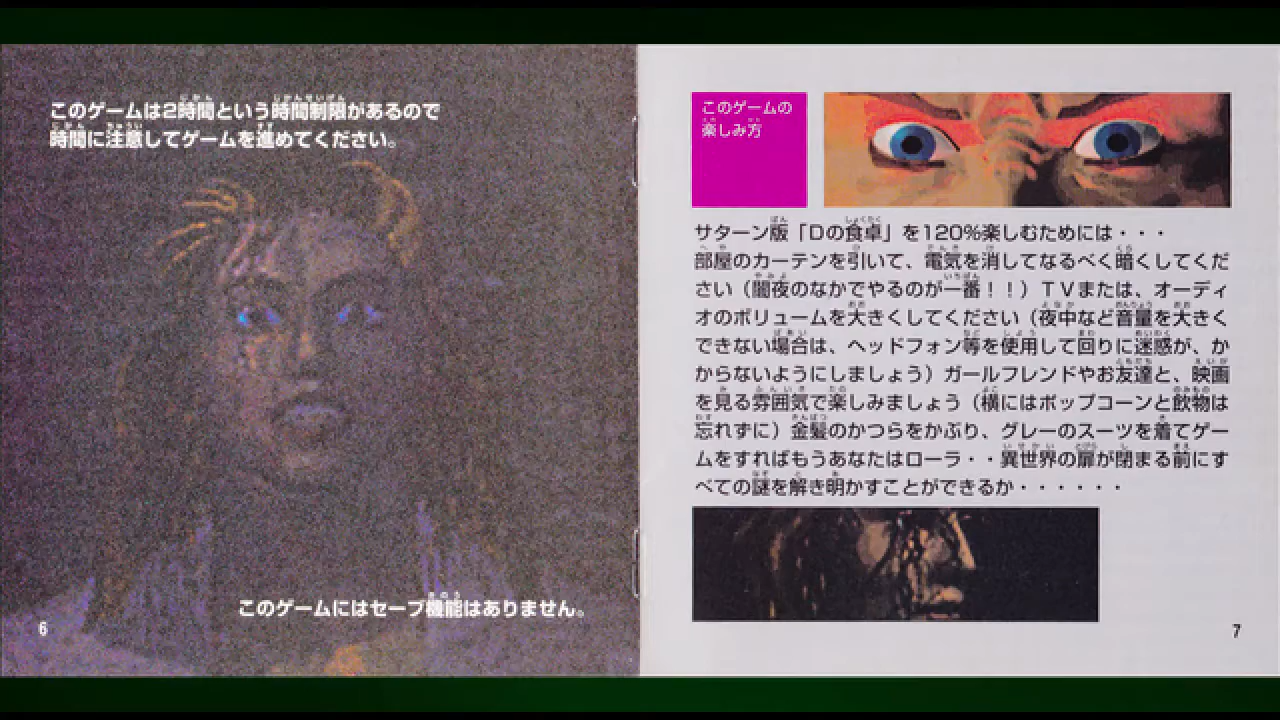 このゲームは2時間という時間制限があるので
時間に注意してゲームを進めてください。
このゲームにはセーブ機能はありません。
6
このゲームの
楽しみ方
サターン版「Dの食卓」を120%楽しむためには・・・
部屋のカーテンを引いて、電気を消してなるべく暗くしてくだ
さい（闇夜のなかでやるのが一番！！）ＴＶまたは、オーディ
オのボリュームを大きくしてください（夜中など音量を大きく
できない場合は、ヘッドフォン等を使用して回りに迷惑が、か
からないようにしましょう）ガールフレンドやお友達と、映画
を見る雰囲気で楽しみましょう（横にはポップコーンと飲物は
忘れずに）金髪のかつらをかぶり、グレーのスーツを着てゲー
ムをすればもうあなたはローラ・・異世界の扉が閉まる前にす
べての謎を解き明かすことができるか・・・・・・
7